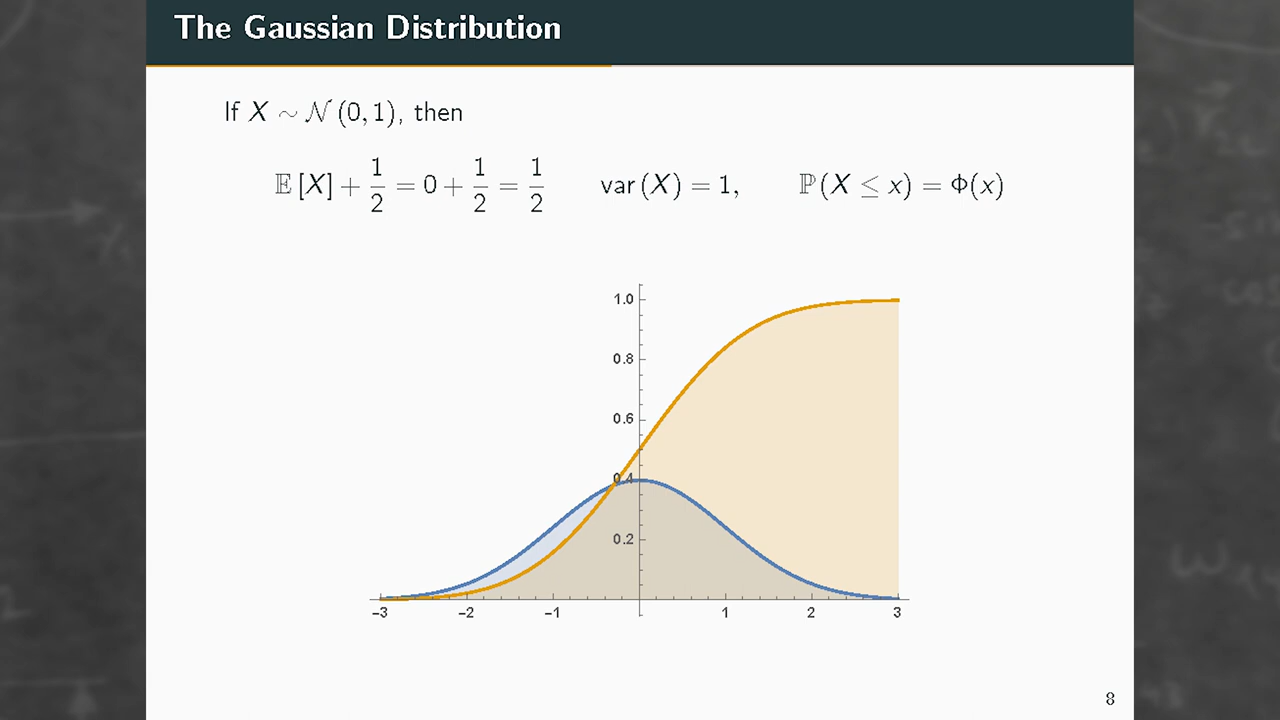 The Gaussian Distribution
If X ∼ 𝒩 (0, 1), then
𝔼 [X] + 1/2 = 0 + 1/2 = 1/2 var (X) = 1, ℙ (X ≤ x) = Φ(x)
1.0
0.8
0.6
0.4
0.2
−3 −2 −1 1 2 3
8